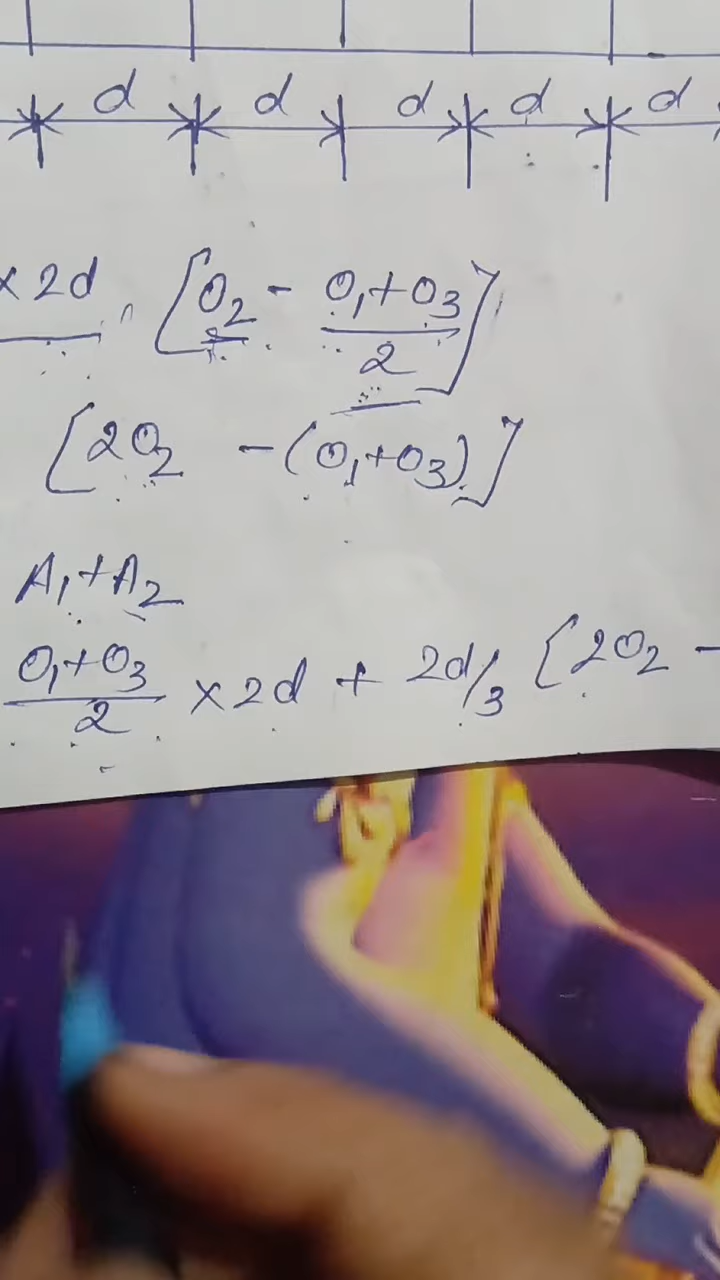 d d d d d
× 2d [O₂ - (O₁+O₃)/2]
[2O₂ - (O₁+O₃)]
A₁+A₂
(O₁+O₃)/2 × 2d + 2d/3 [2O₂ -